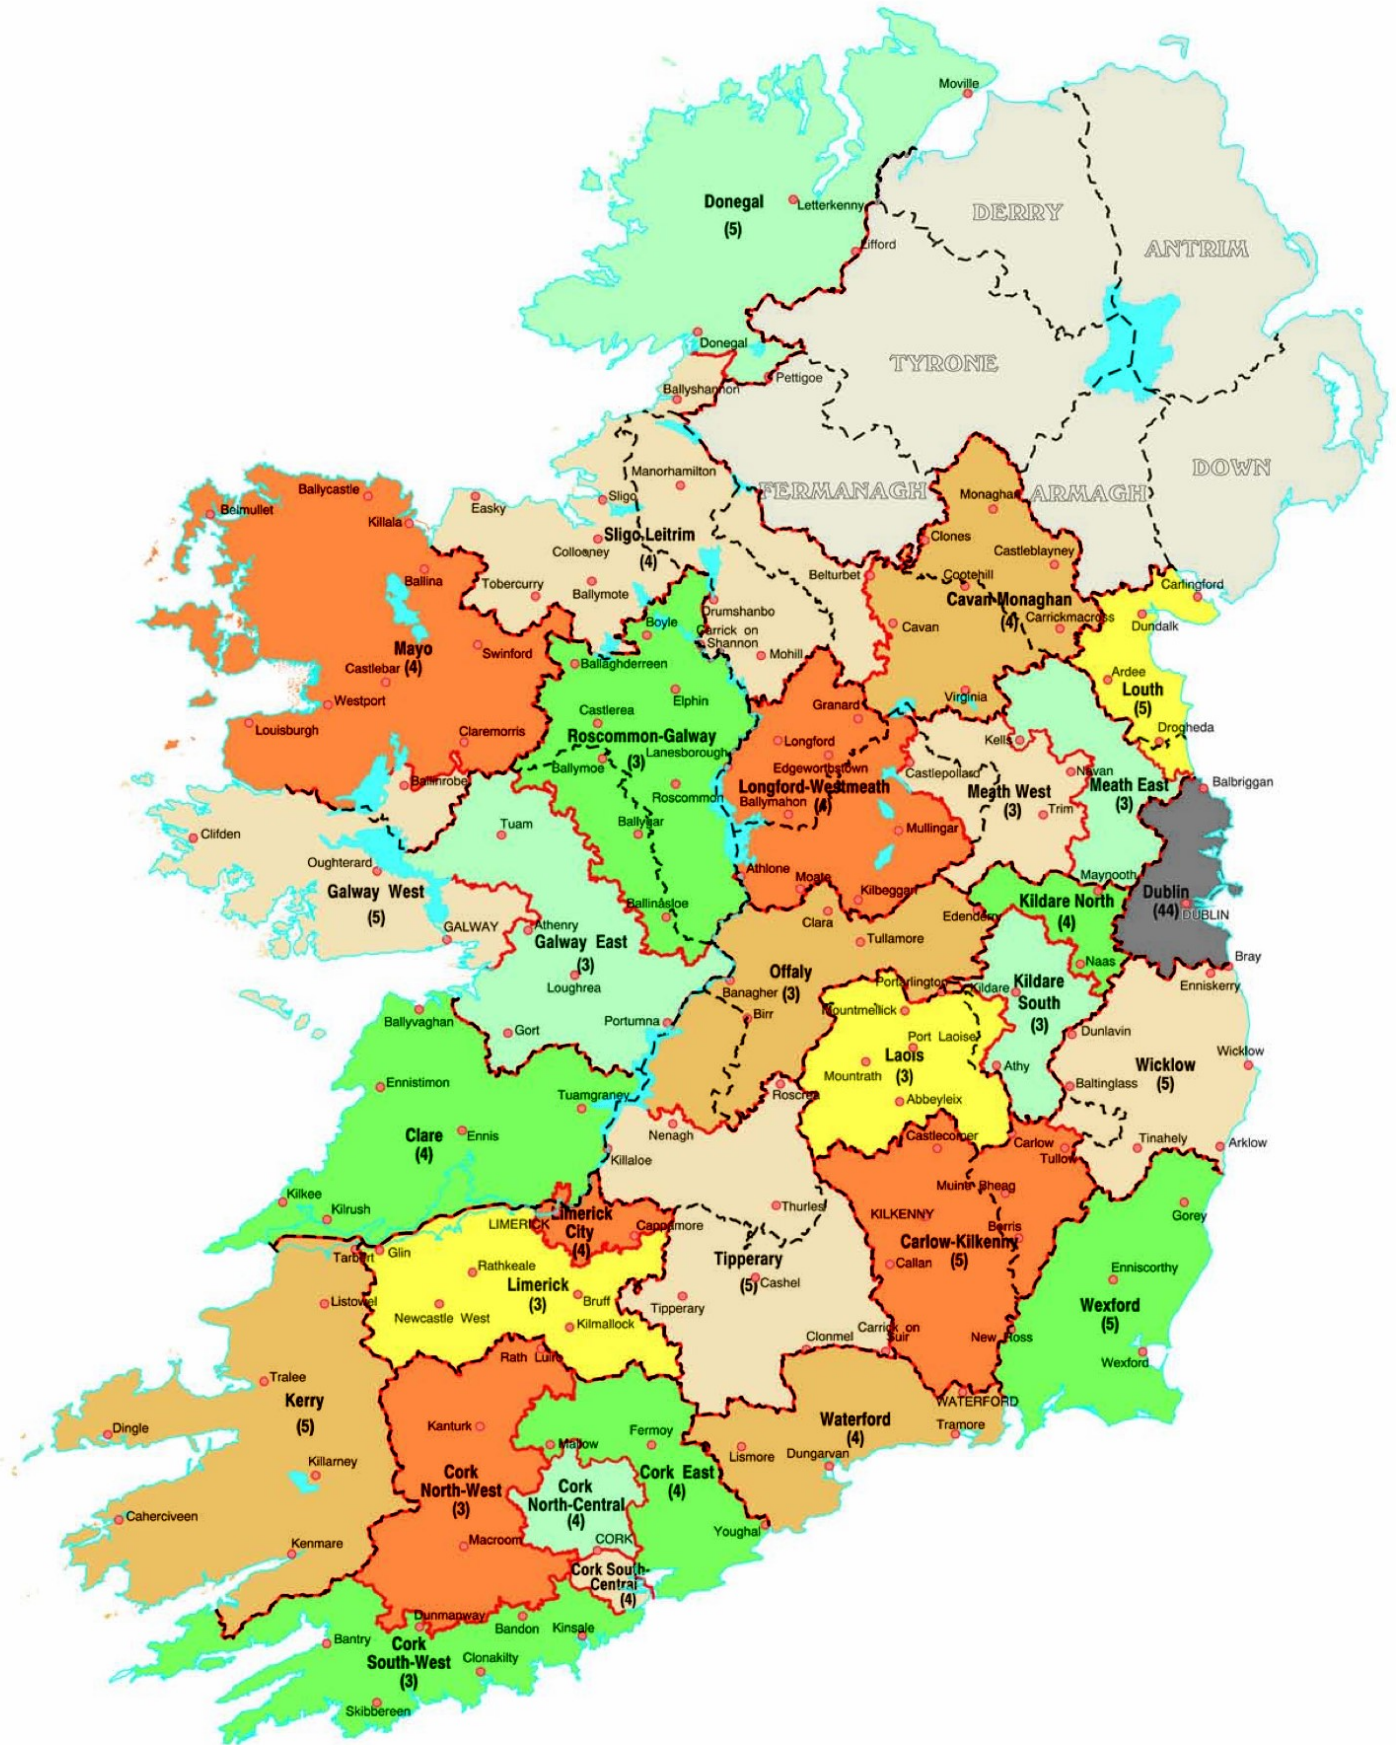 Moville
Donegal
(5)
Letterkenny
Lifford
DERRY
ANTRIM
Donegal
TYRONE
Pettigoe
Ballyshannon
DOWN
Manorhamilton
FERMANAGH
ARMAGH
Monaghan
Ballycastle
Belmullet
Killala
Easky
Sligo
Sligo-Leitrim
(4)
Collooney
Clones
Castleblayney
Ballina
Tobercurry
Ballymote
Belturbet
Cootehill
Carlingford
Cavan-Monaghan
(4)
Drumshanbo
Carrickmacross
Dundalk
Boyle
Carrick on
Shannon
Cavan
Mayo
(4)
Swinford
Mohill
Ballaghderreen
Castlebar
Ardee
Louth
(5)
Westport
Elphin
Virginia
Granard
Castlerea
Louisburgh
Claremorris
Roscommon-Galway
(3)
Lanesborough
Longford
Kells
Drogheda
Ballymoe
Edgeworthstown
Castlepollard
Navan
Ballinrobe
Longford-Westmeath
(4)
Meath West
(3)
Meath East
(3)
Balbriggan
Roscommon
Ballymahon
Trim
Tuam
Ballygar
Mullingar
Clifden
Oughterard
Athlone
Moate
Maynooth
Galway West
(5)
Kilbeggan
Dublin
(44)
DUBLIN
Ballinasloe
Kildare North
(4)
Edenderry
Clara
GALWAY
Athenry
Galway East
(3)
Tullamore
Naas
Bray
Loughrea
Offaly
(3)
Enniskerry
Banagher
Portarlington
Kildare
Kildare
South
(3)
Portumna
Birr
Mountmellick
Ballyvaghan
Gort
Port Laoise
Dunlavin
Laois
(3)
Wicklow
Mountrath
Athy
Wicklow
(5)
Ennistimon
Tuamgraney
Roscrea
Abbeyleix
Baltinglass
Clare
(4)
Ennis
Nenagh
Castlecomer
Carlow
Tinahely
Arklow
Killaloe
Tullow
Kilkee
Kilrush
Muine Bheag
Thurles
KILKENNY
Gorey
LIMERICK
Limerick
City
(4)
Cappamore
Borris
Carlow-Kilkenny
(5)
Tarbert
Glin
Rathkeale
Tipperary
(5)
Cashel
Callan
Enniscorthy
Limerick
(3)
Bruff
Listowel
Newcastle West
Kilmallock
Tipperary
Wexford
(5)
Clonmel
Carrick on
Suir
New Ross
Rath Luirc
Wexford
Tralee
Kerry
(5)
WATERFORD
Dingle
Kanturk
Fermoy
Waterford
(4)
Tramore
Mallow
Lismore
Dungarvan
Killarney
Cork
North-West
(3)
Cork East
(4)
Cork
North-Central
(4)
Caherciveen
Youghal
Kenmare
Macroom
CORK
Cork South-
Central
(4)
Dunmanway
Bandon
Kinsale
Bantry
Cork
South-West
(3)
Clonakilty
Skibbereen